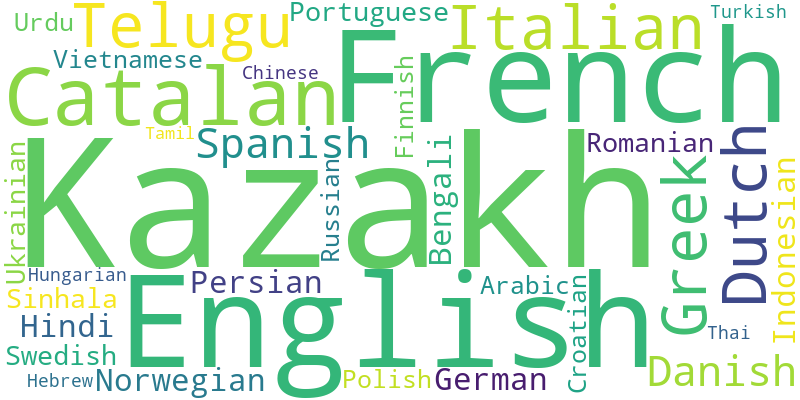 Urdu
Telugu
Portuguese
Italian
Turkish
Vietnamese
Chinese
French
Catalan
Finnish
Tamil
Spanish
Romanian
Kazakh
Russian
Bengali
Greek
Dutch
Ukrainian
Indonesian
Hungarian
Persian
Arabic
Sinhala
English
Croatian
Hindi
Thai
Swedish
Danish
Hebrew
Norwegian
Polish
German